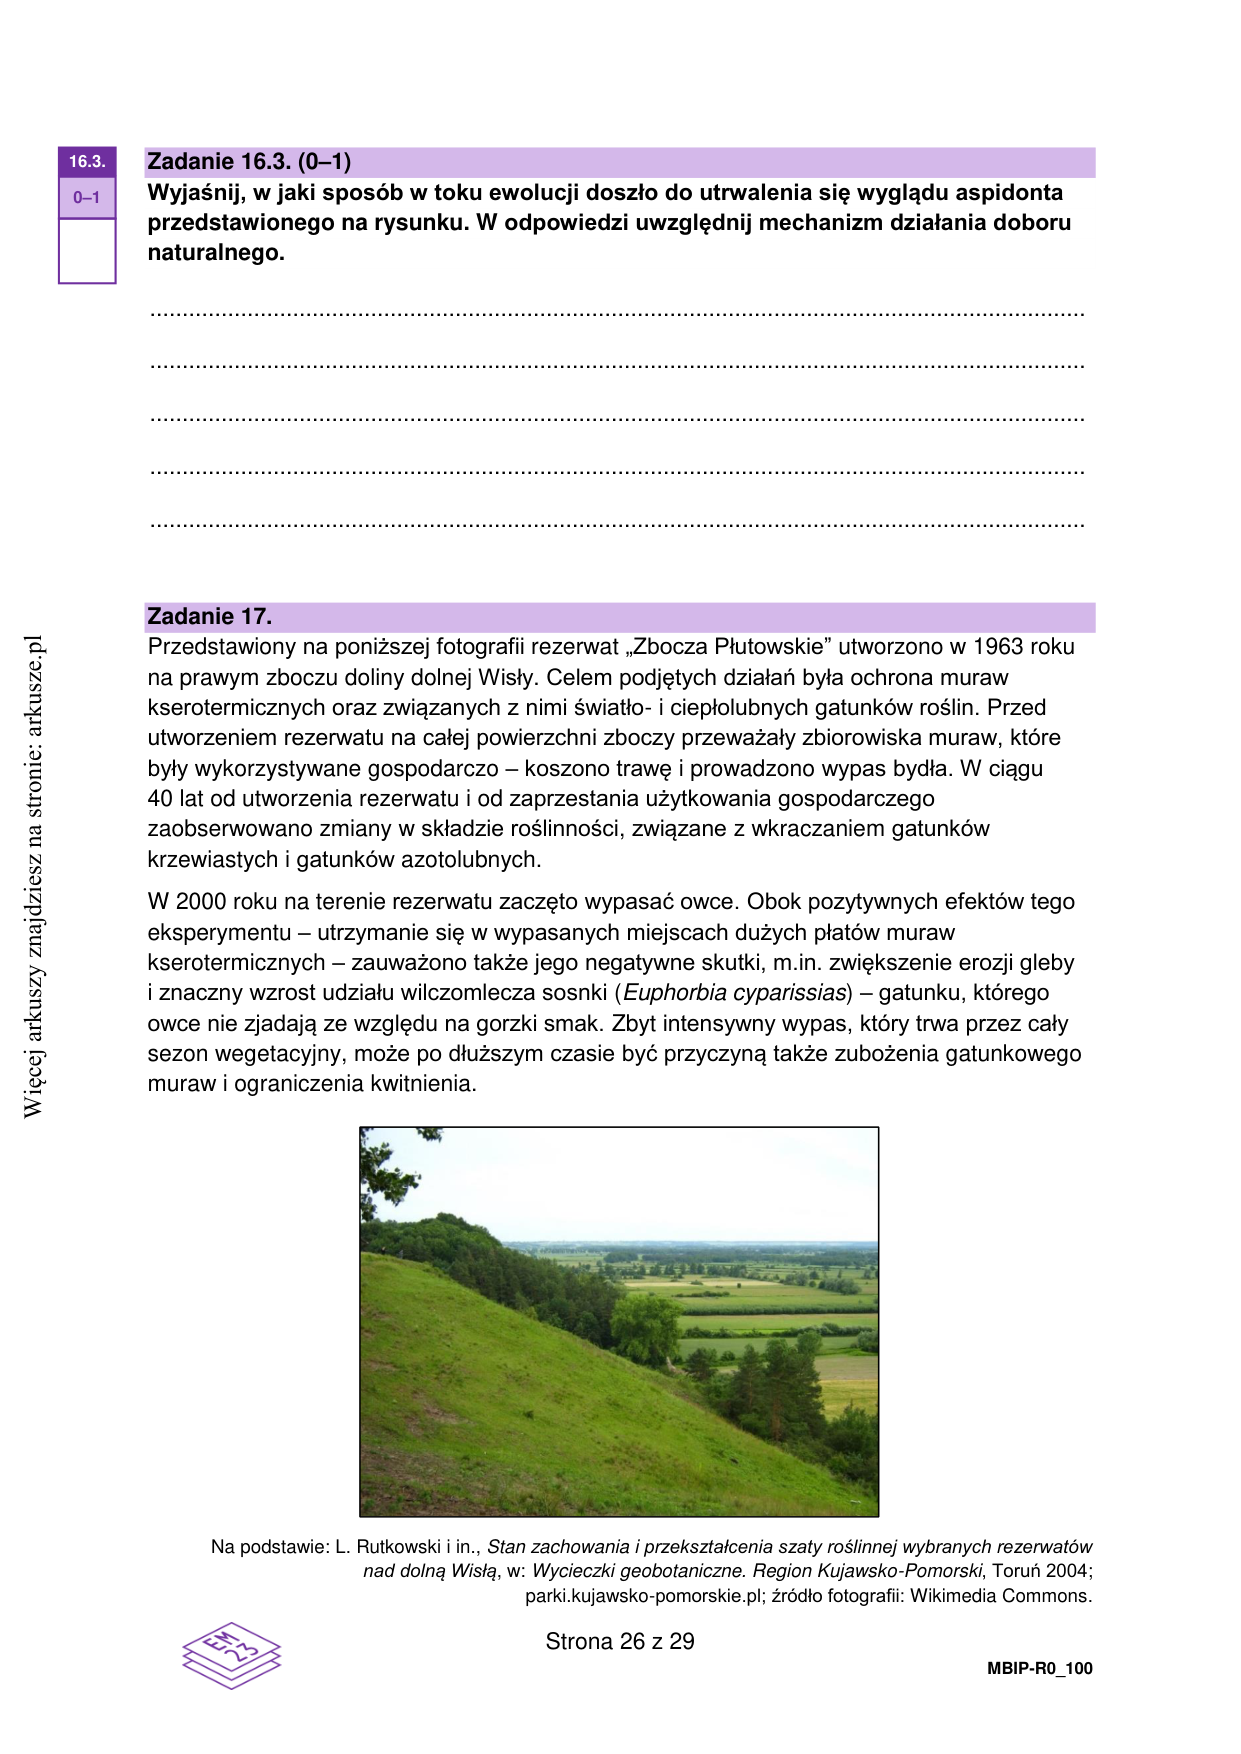 16.3.
0–1
Zadanie 16.3. (0–1)
Wyjaśnij, w jaki sposób w toku ewolucji doszło do utrwalenia się wyglądu aspidonta
przedstawionego na rysunku. W odpowiedzi uwzględnij mechanizm działania doboru
naturalnego.
Zadanie 17.
Przedstawiony na poniższej fotografii rezerwat „Zbocza Płutowskie” utworzono w 1963 roku
na prawym zboczu doliny dolnej Wisły. Celem podjętych działań była ochrona muraw
kserotermicznych oraz związanych z nimi światło- i ciepłolubnych gatunków roślin. Przed
utworzeniem rezerwatu na całej powierzchni zboczy przeważały zbiorowiska muraw, które
były wykorzystywane gospodarczo – koszono trawę i prowadzono wypas bydła. W ciągu
40 lat od utworzenia rezerwatu i od zaprzestania użytkowania gospodarczego
zaobserwowano zmiany w składzie roślinności, związane z wkraczaniem gatunków
krzewiastych i gatunków azotolubnych.
W 2000 roku na terenie rezerwatu zaczęto wypasać owce. Obok pozytywnych efektów tego
eksperymentu – utrzymanie się w wypasanych miejscach dużych płatów muraw
kserotermicznych – zauważono także jego negatywne skutki, m.in. zwiększenie erozji gleby
i znaczny wzrost udziału wilczomlecza sosnki (Euphorbia cyparissias) – gatunku, którego
owce nie zjadają ze względu na gorzki smak. Zbyt intensywny wypas, który trwa przez cały
sezon wegetacyjny, może po dłuższym czasie być przyczyną także zubożenia gatunkowego
muraw i ograniczenia kwitnienia.
Na podstawie: L. Rutkowski i in., Stan zachowania i przekształcenia szaty roślinnej wybranych rezerwatów
nad dolną Wisłą, w: Wycieczki geobotaniczne. Region Kujawsko-Pomorski, Toruń 2004;
parki.kujawsko-pomorskie.pl; źródło fotografii: Wikimedia Commons.
Strona 26 z 29
MBIP-R0_100
EM
23
Więcej arkuszy znajdziesz na stronie: arkusze.pl